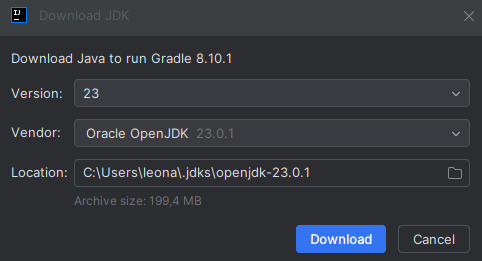 IJ
Download JDK
Download Java to run Gradle 8.10.1
Version: 23
Vendor: Oracle OpenJDK 23.0.1
Location: C:\Users\leona\.jdks\openjdk-23.0.1
Archive size: 199,4 MB
Download Cancel